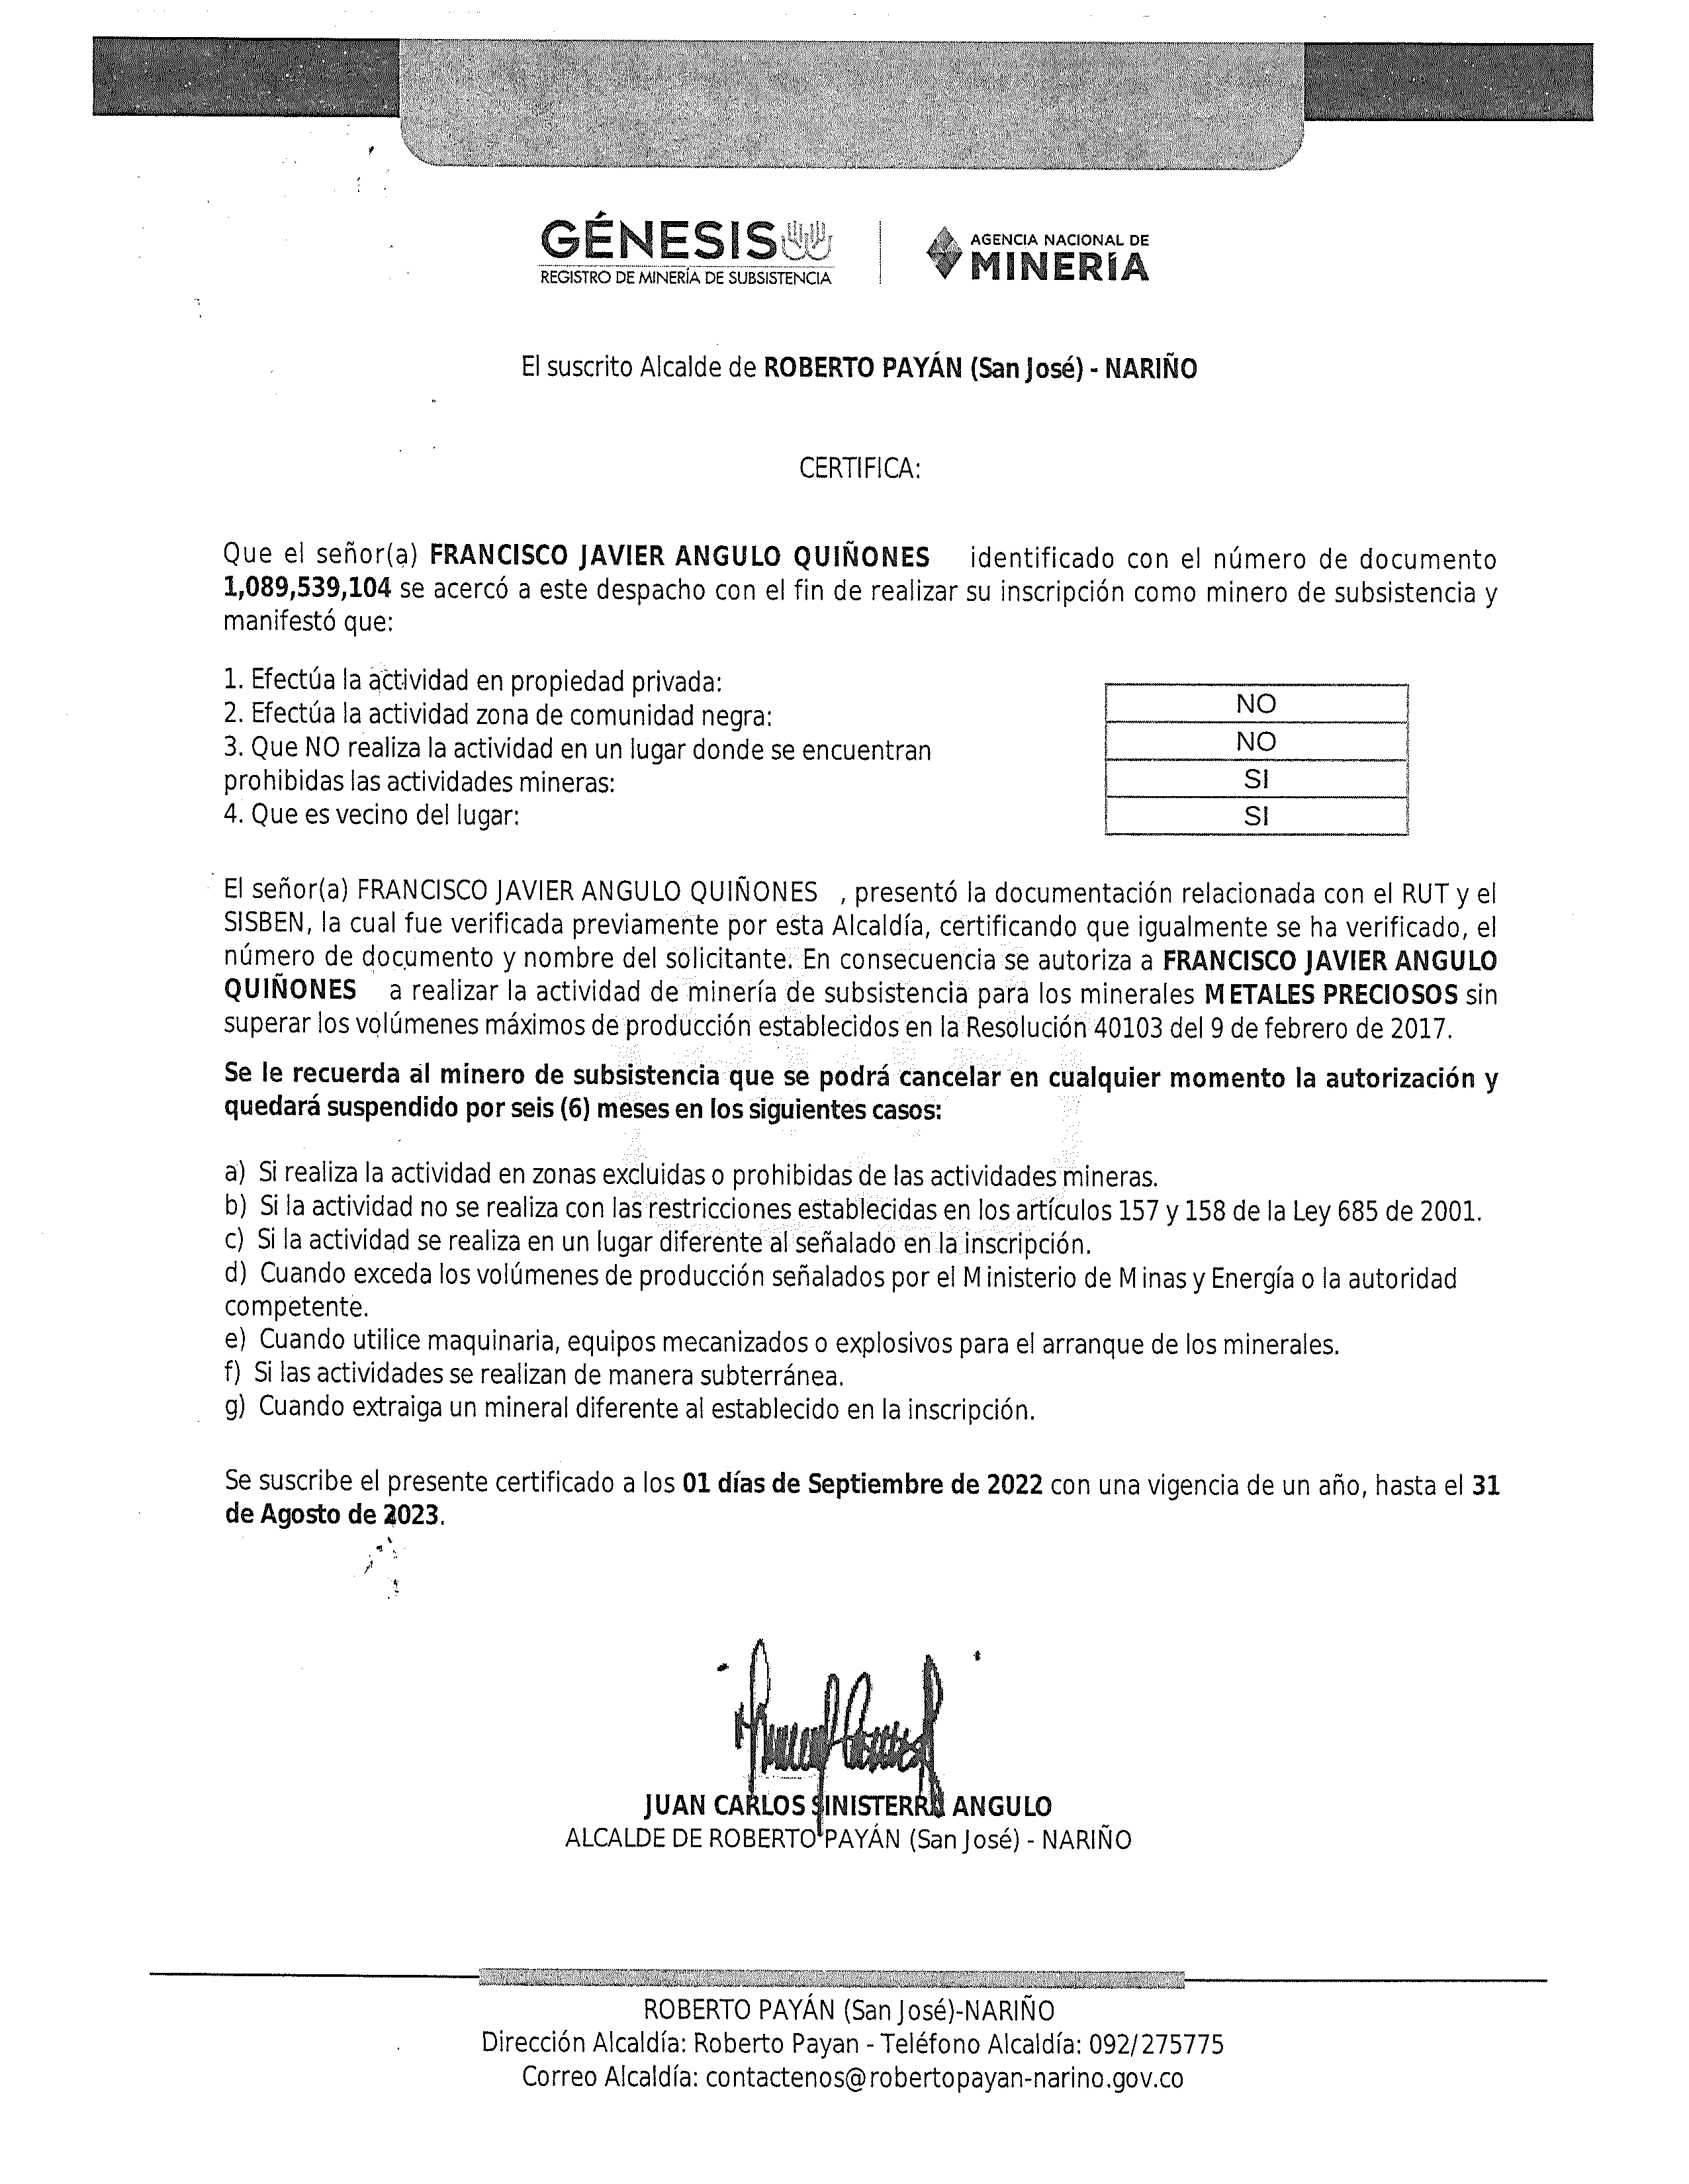 GÉNESIS
REGISTRO DE MINERÍA DE SUBSISTENCIA
AGENCIA NACIONAL DE
MINERÍA
El suscrito Alcalde de ROBERTO PAYÁN (San José) - NARIÑO
CERTIFICA:
Que el señor(a) FRANCISCO JAVIER ANGULO QUIÑONES identificado con el número de documento
1,089,539,104 se acercó a este despacho con el fin de realizar su inscripción como minero de subsistencia y
manifestó que:
1. Efectúa la actividad en propiedad privada:
NO
2. Efectúa la actividad zona de comunidad negra:
NO
3. Que NO realiza la actividad en un lugar donde se encuentran
prohibidas las actividades mineras:
SI
4. Que es vecino del lugar:
SI
El señor(a) FRANCISCO JAVIER ANGULO QUIÑONES , presentó la documentación relacionada con el RUT y el
SISBEN, la cual fue verificada previamente por esta Alcaldía, certificando que igualmente se ha verificado, el
número de documento y nombre del solicitante. En consecuencia se autoriza a FRANCISCO JAVIER ANGULO
QUIÑONES a realizar la actividad de minería de subsistencia para los minerales METALES PRECIOSOS sin
superar los volúmenes máximos de producción establecidos en la Resolución 40103 del 9 de febrero de 2017.
Se le recuerda al minero de subsistencia que se podrá cancelar en cualquier momento la autorización y
quedará suspendido por seis (6) meses en los siguientes casos:
a) Si realiza la actividad en zonas excluidas o prohibidas de las actividades mineras.
b) Si la actividad no se realiza con las restricciones establecidas en los artículos 157 y 158 de la Ley 685 de 2001.
c) Si la actividad se realiza en un lugar diferente al señalado en la inscripción.
d) Cuando exceda los volúmenes de producción señalados por el Ministerio de Minas y Energía o la autoridad
competente.
e) Cuando utilice maquinaria, equipos mecanizados o explosivos para el arranque de los minerales.
f) Si las actividades se realizan de manera subterránea.
g) Cuando extraiga un mineral diferente al establecido en la inscripción.
Se suscribe el presente certificado a los 01 días de Septiembre de 2022 con una vigencia de un año, hasta el 31
de Agosto de 2023.
JUAN CARLOS SINISTERRA ANGULO
ALCALDE DE ROBERTO PAYÁN (San José) - NARIÑO
ROBERTO PAYÁN (San José)-NARIÑO
Dirección Alcaldía: Roberto Payan - Teléfono Alcaldía: 092/275775
Correo Alcaldía: contactenos@robertopayan-narino.gov.co